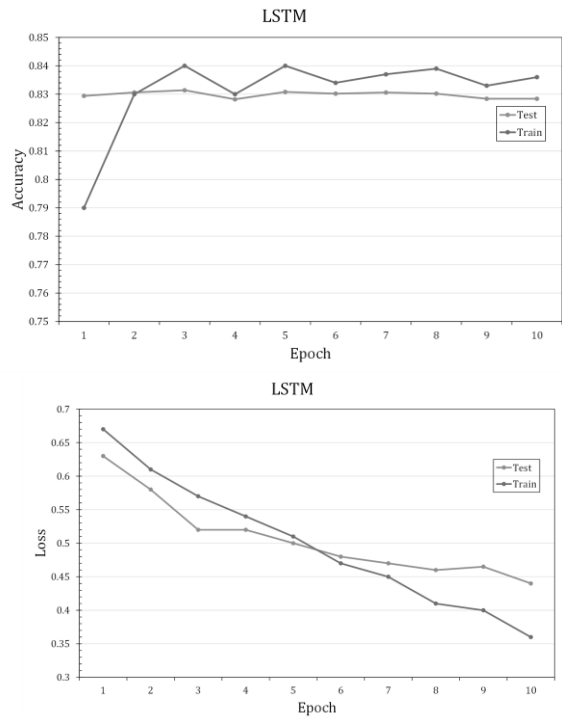 LSTM
0.85
0.84
0.83
0.82
0.81
0.8
0.79
0.78
0.77
0.76
0.75
Accuracy
Test
Train
1 2 3 4 5 6 7 8 9 10
Epoch
LSTM
0.7
0.65
0.6
0.55
0.5
0.45
0.4
0.35
0.3
Loss
Test
Train
1 2 3 4 5 6 7 8 9 10
Epoch